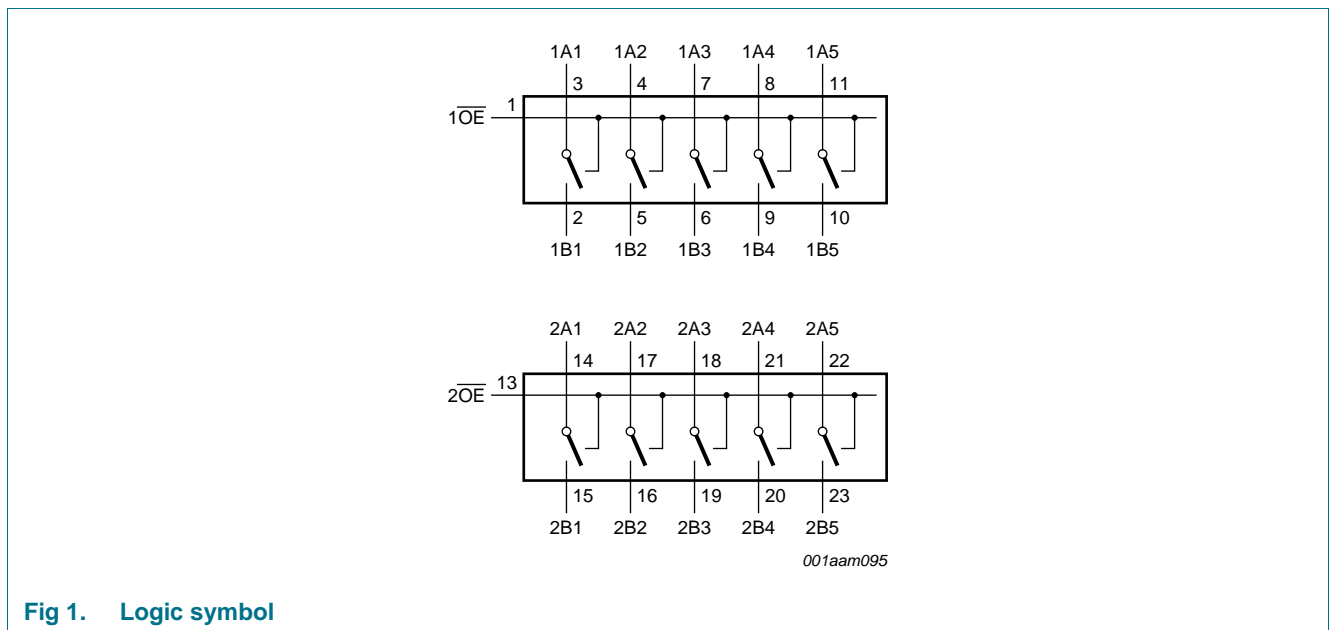 1A1 1A2 1A3 1A4 1A5
3 4 7 8 11
1
1O̅E̅
2 5 6 9 10
1B1 1B2 1B3 1B4 1B5
2A1 2A2 2A3 2A4 2A5
14 17 18 21 22
13
2O̅E̅
15 16 19 20 23
2B1 2B2 2B3 2B4 2B5
001aam095
Fig 1. Logic symbol